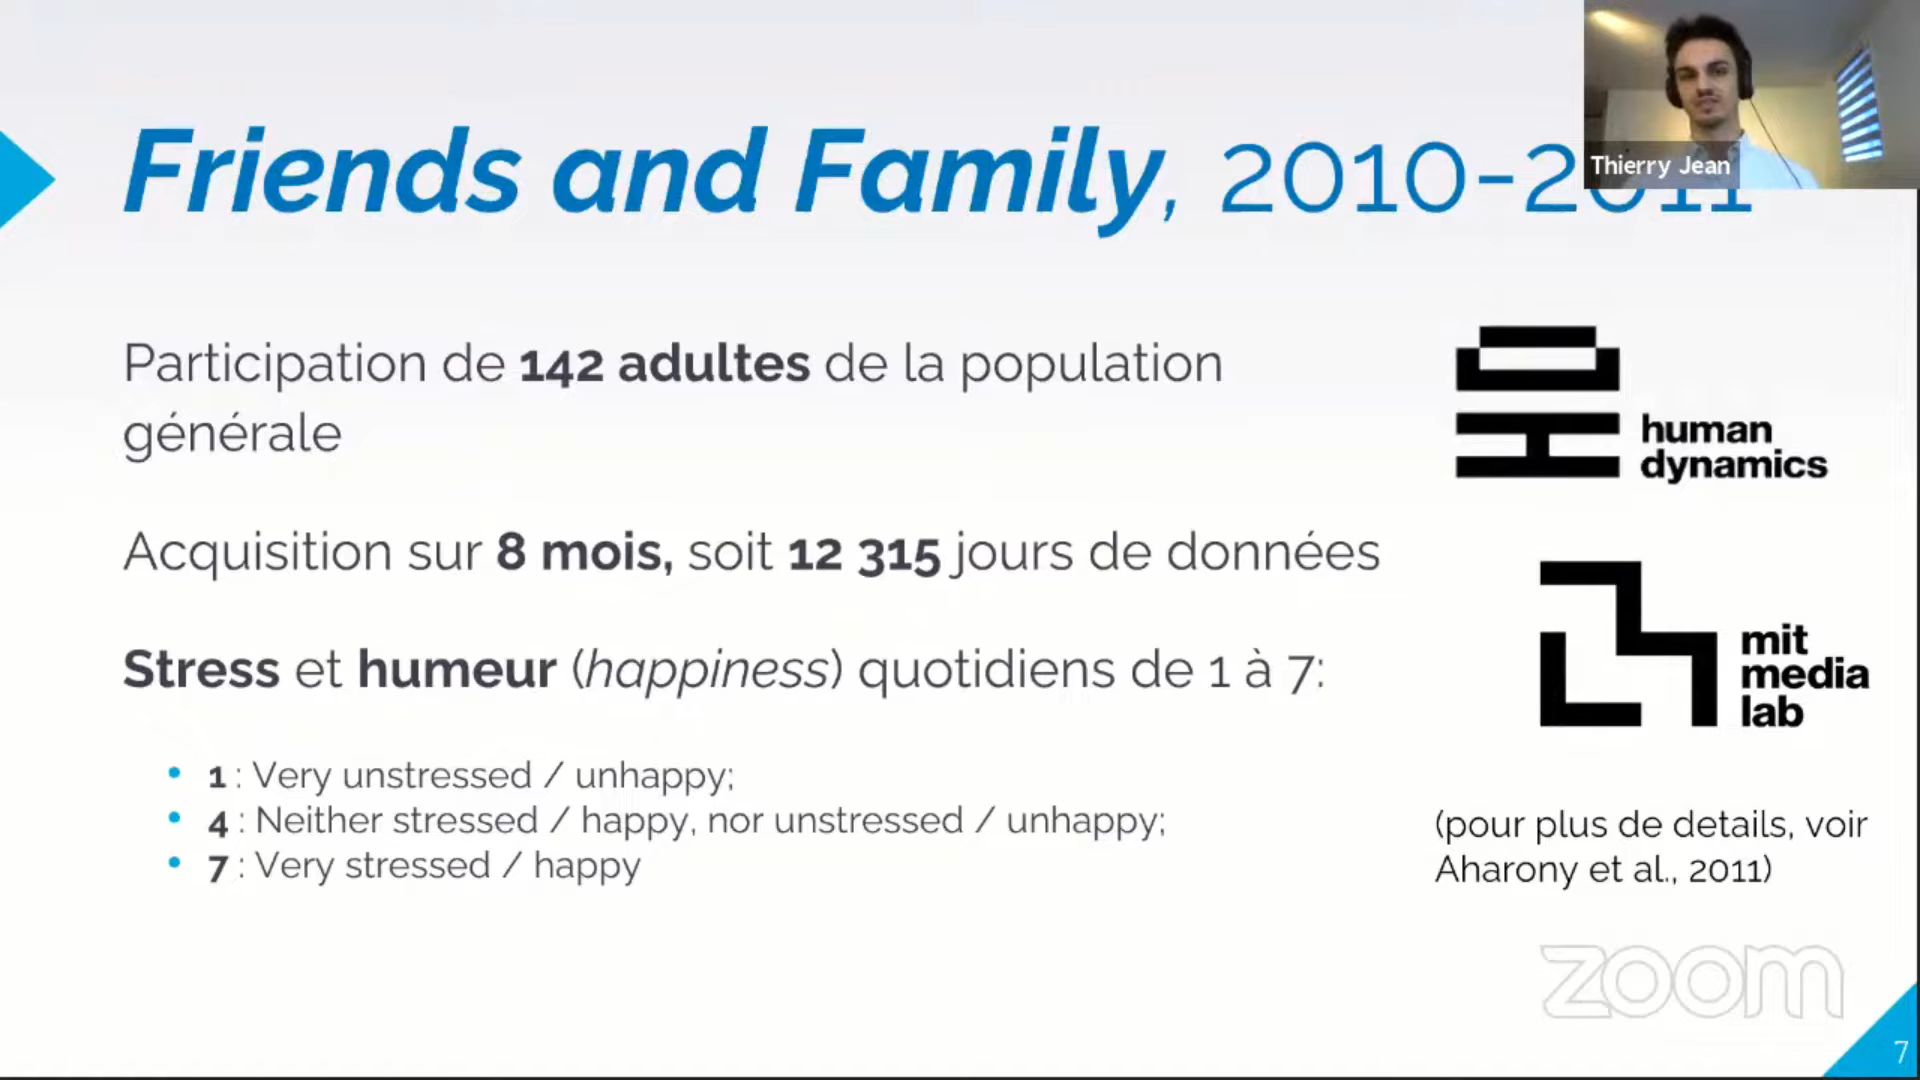 Thierry Jean
Friends and Family, 2010-2011
Participation de 142 adultes de la population
générale
Acquisition sur 8 mois, soit 12 315 jours de données
Stress et humeur (happiness) quotidiens de 1 à 7:
• 1 : Very unstressed / unhappy;
• 4 : Neither stressed / happy, nor unstressed / unhappy;
• 7 : Very stressed / happy
human
dynamics
mit
media
lab
(pour plus de details, voir
Aharony et al., 2011)
zoom
7